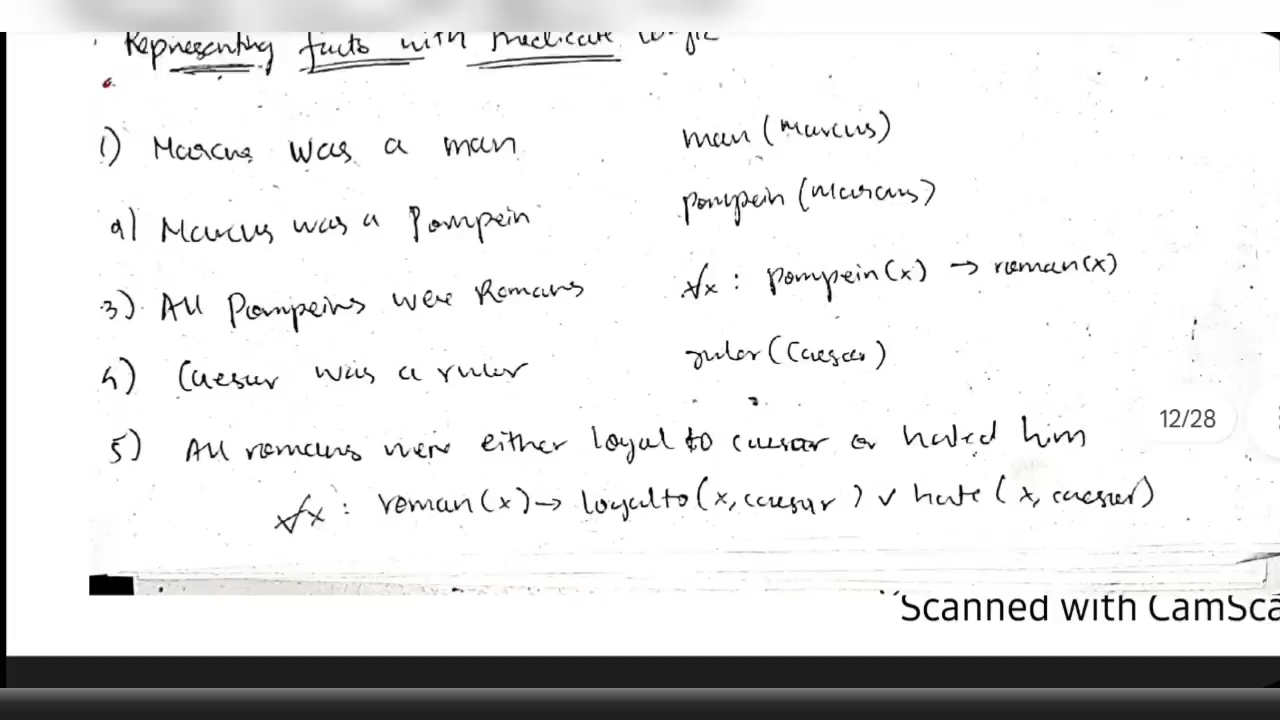 Representing facts with Predicate Logic
1) Marcus was a man man (Marcus)
2) Marcus was a Pompein pompein (Marcus)
3) All Pompeins were Romans ∀x : pompein(x) → roman(x)
4) Caesar was a ruler ruler (Caesar)
5) All romans were either loyal to caesar or hated him
∀x : roman(x) → loyalto(x, caesar) ∨ hate(x, caesar)
12/28
Scanned with CamSca